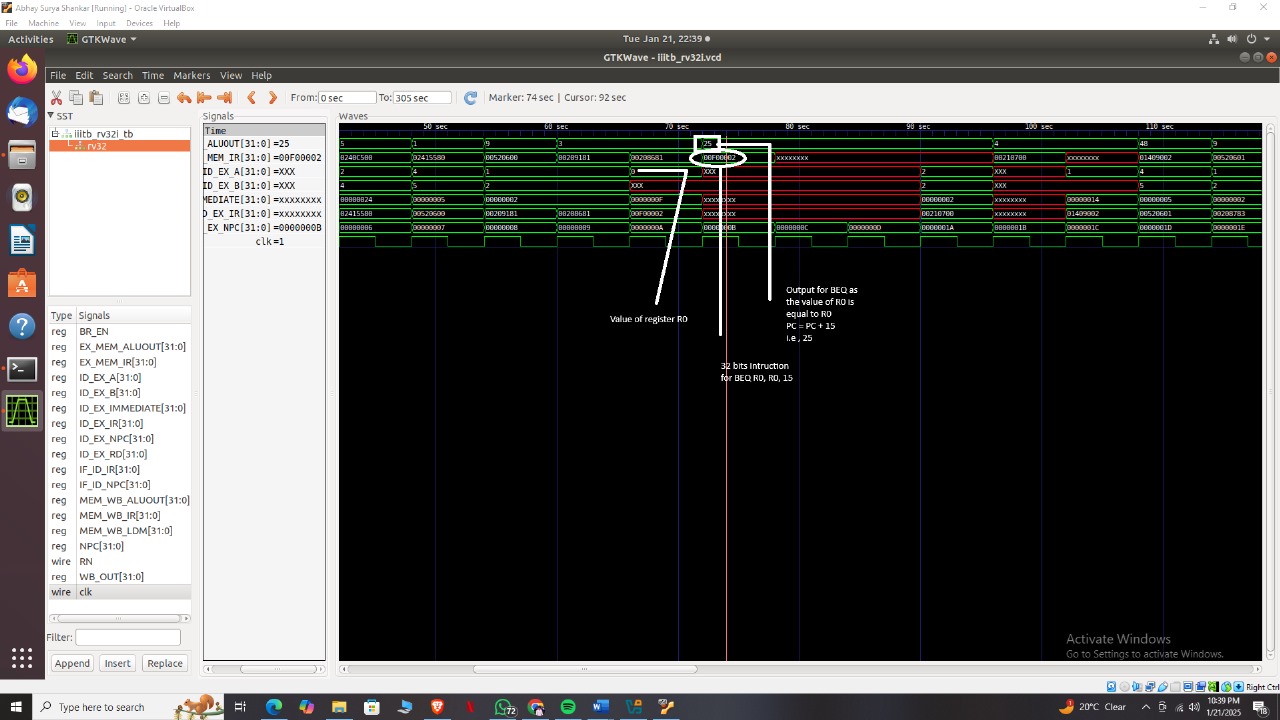 Abhay Surya Shankar [Running] - Oracle VirtualBox
File Machine View Input Devices Help
Activities GTKWave Tue Jan 21, 22:39
GTKWave - iiitb_rv32i.vcd
File Edit Search Time Markers View Help
From: 0 sec To: 305 sec Marker: 74 sec | Cursor: 92 sec
SST
iiitb_rv32i_tb
rv32
Type Signals
reg BR_EN
reg EX_MEM_ALUOUT[31:0]
reg EX_MEM_IR[31:0]
reg ID_EX_A[31:0]
reg ID_EX_B[31:0]
reg ID_EX_IMMEDIATE[31:0]
reg ID_EX_IR[31:0]
reg ID_EX_NPC[31:0]
reg ID_EX_RD[31:0]
reg IF_ID_IR[31:0]
reg IF_ID_NPC[31:0]
reg MEM_WB_ALUOUT[31:0]
reg MEM_WB_IR[31:0]
reg MEM_WB_LDM[31:0]
reg NPC[31:0]
wire RN
reg WB_OUT[31:0]
wire clk
Filter:
Append Insert Replace
Signals
Time
_ALUOUT[31:0] =25
_MEM_IR[31:0] =00F00002
ID_EX_A[31:0] =XXX
ID_EX_B[31:0] =XXX
MEDIATE[31:0] =xxxxxxxx
D_EX_IR[31:0] =xxxxxxxx
_EX_NPC[31:0] =0000000B
clk =1
Waves
50 sec 60 sec 70 sec 80 sec 90 sec 100 sec 110 sec
5 1 9 3 25 4 48 9
0240C500 02415580 00520600 00209181 00208681 00F00002 xxxxxxxx 00210700 xxxxxxxx 01409002 00520601
2 4 1 0 XXX 2 XXX 1 4 1
4 5 2 XXX 2 XXX 5 2
00000024 00000005 00000002 0000000F xxxxxxxx 00000002 xxxxxxxx 00000014 00000005 00000002
02415580 00520600 00209181 00208681 00F00002 xxxxxxxx 00210700 xxxxxxxx 01409002 00520601 00208783
00000006 00000007 00000008 00000009 0000000A 0000000B 0000000C 0000000D 0000001A 0000001B 0000001C 0000001D 0000001E
Value of register R0
Output for BEQ as
the value of R0 is
equal to R0
PC = PC + 15
I.e , 25
32 bits Intruction
for BEQ R0, R0, 15
Activate Windows
Go to Settings to activate Windows.
Right Ctrl
Type here to search
72
20°C Clear
10:39 PM
1/21/2025
18